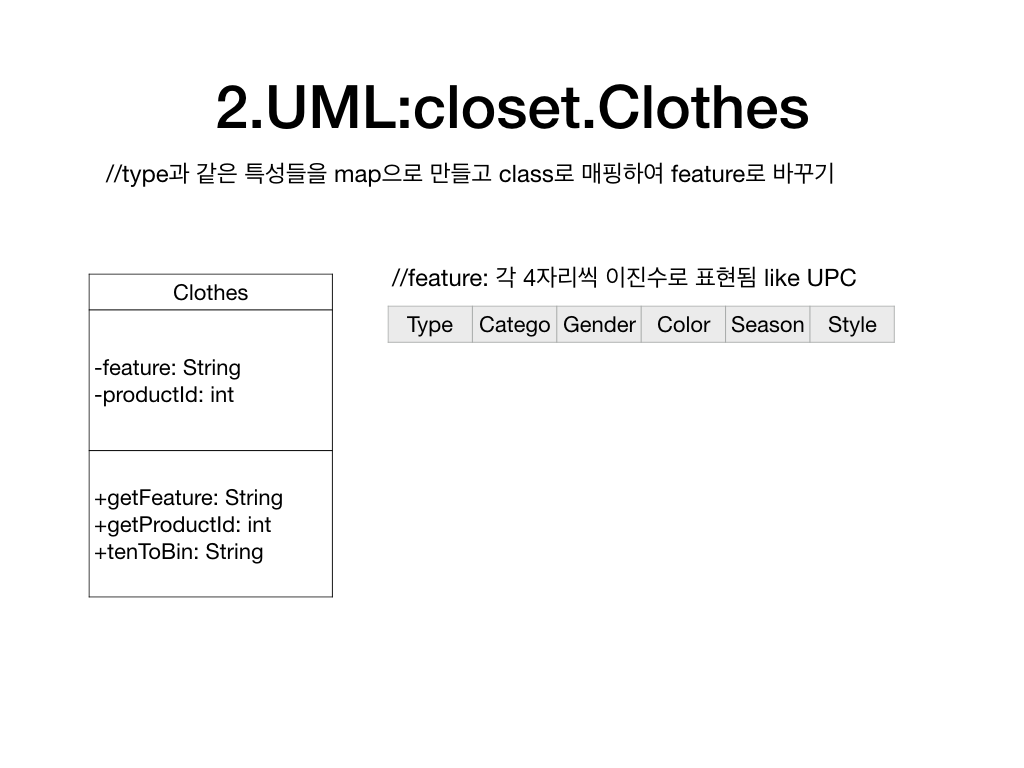 2.UML:closet.Clothes
//type과 같은 특성들을 map으로 만들고 class로 매핑하여 feature로 바꾸기
Clothes
-feature: String
-productId: int
+getFeature: String
+getProductId: int
+tenToBin: String
//feature: 각 4자리씩 이진수로 표현됨 like UPC
Type Catego Gender Color Season Style